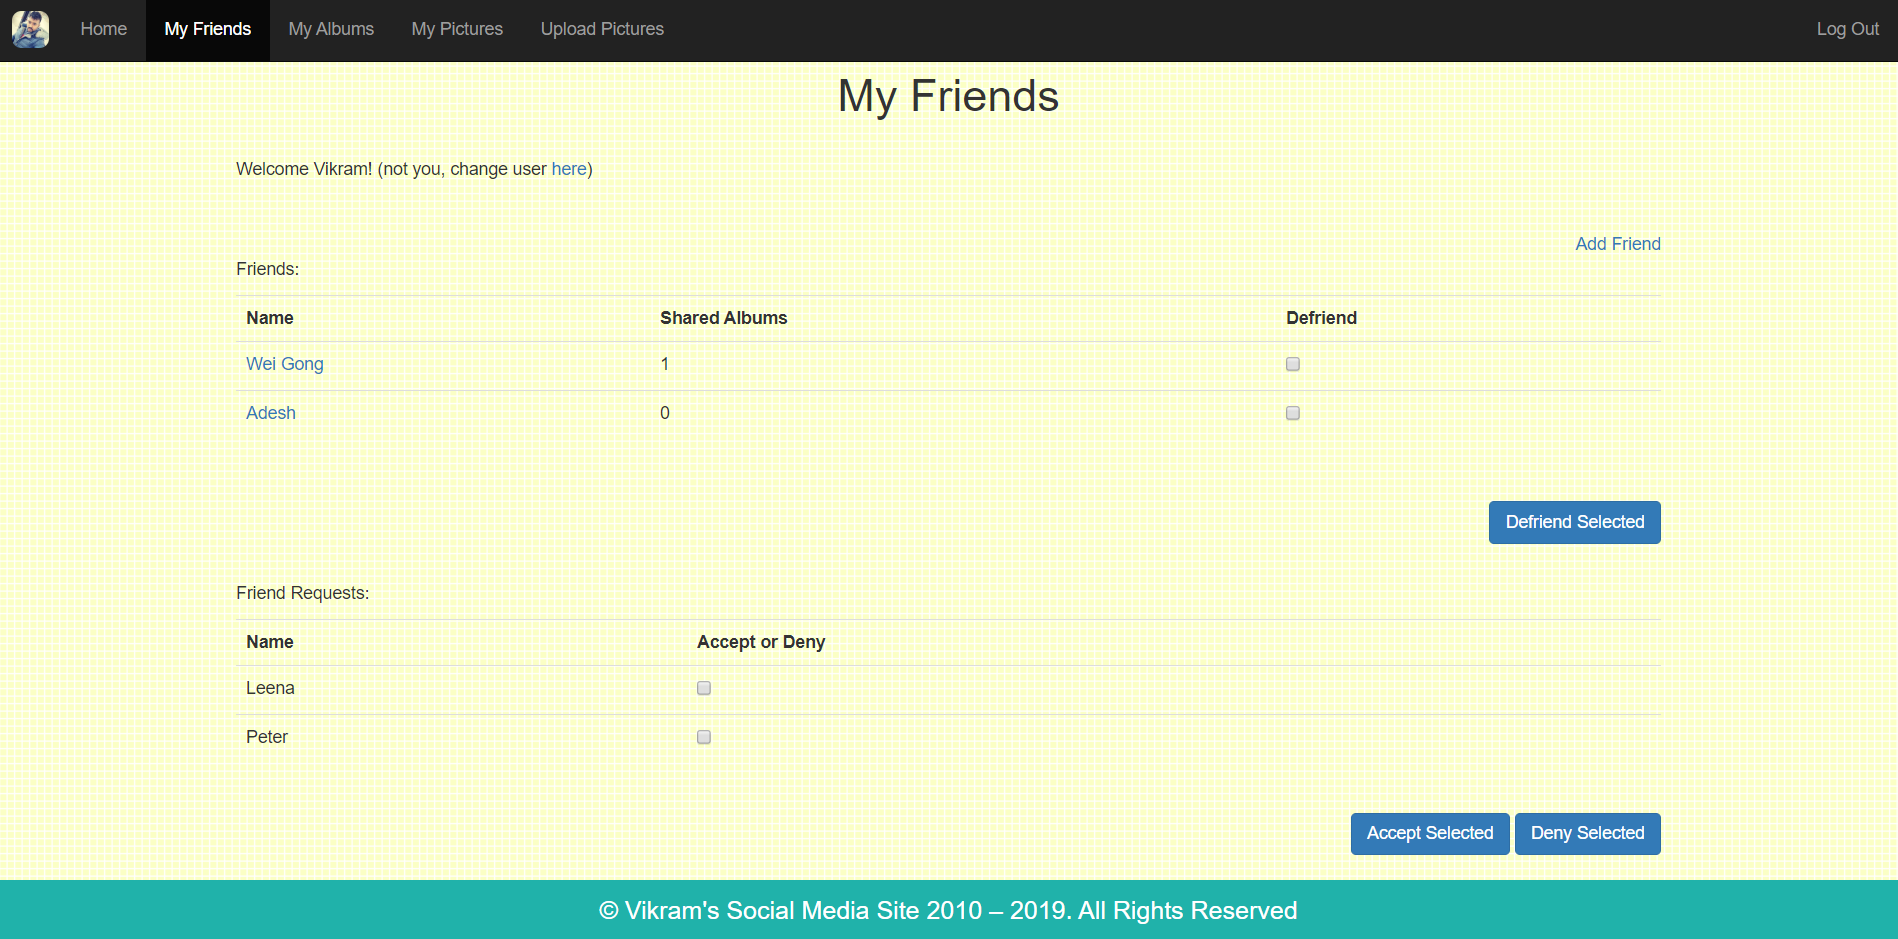 Home My Friends My Albums My Pictures Upload Pictures Log Out
My Friends
Welcome Vikram! (not you, change user here)
Add Friend
Friends:
Name Shared Albums Defriend
Wei Gong 1
Adesh 0
Defriend Selected
Friend Requests:
Name Accept or Deny
Leena
Peter
Accept Selected Deny Selected
© Vikram's Social Media Site 2010 – 2019. All Rights Reserved